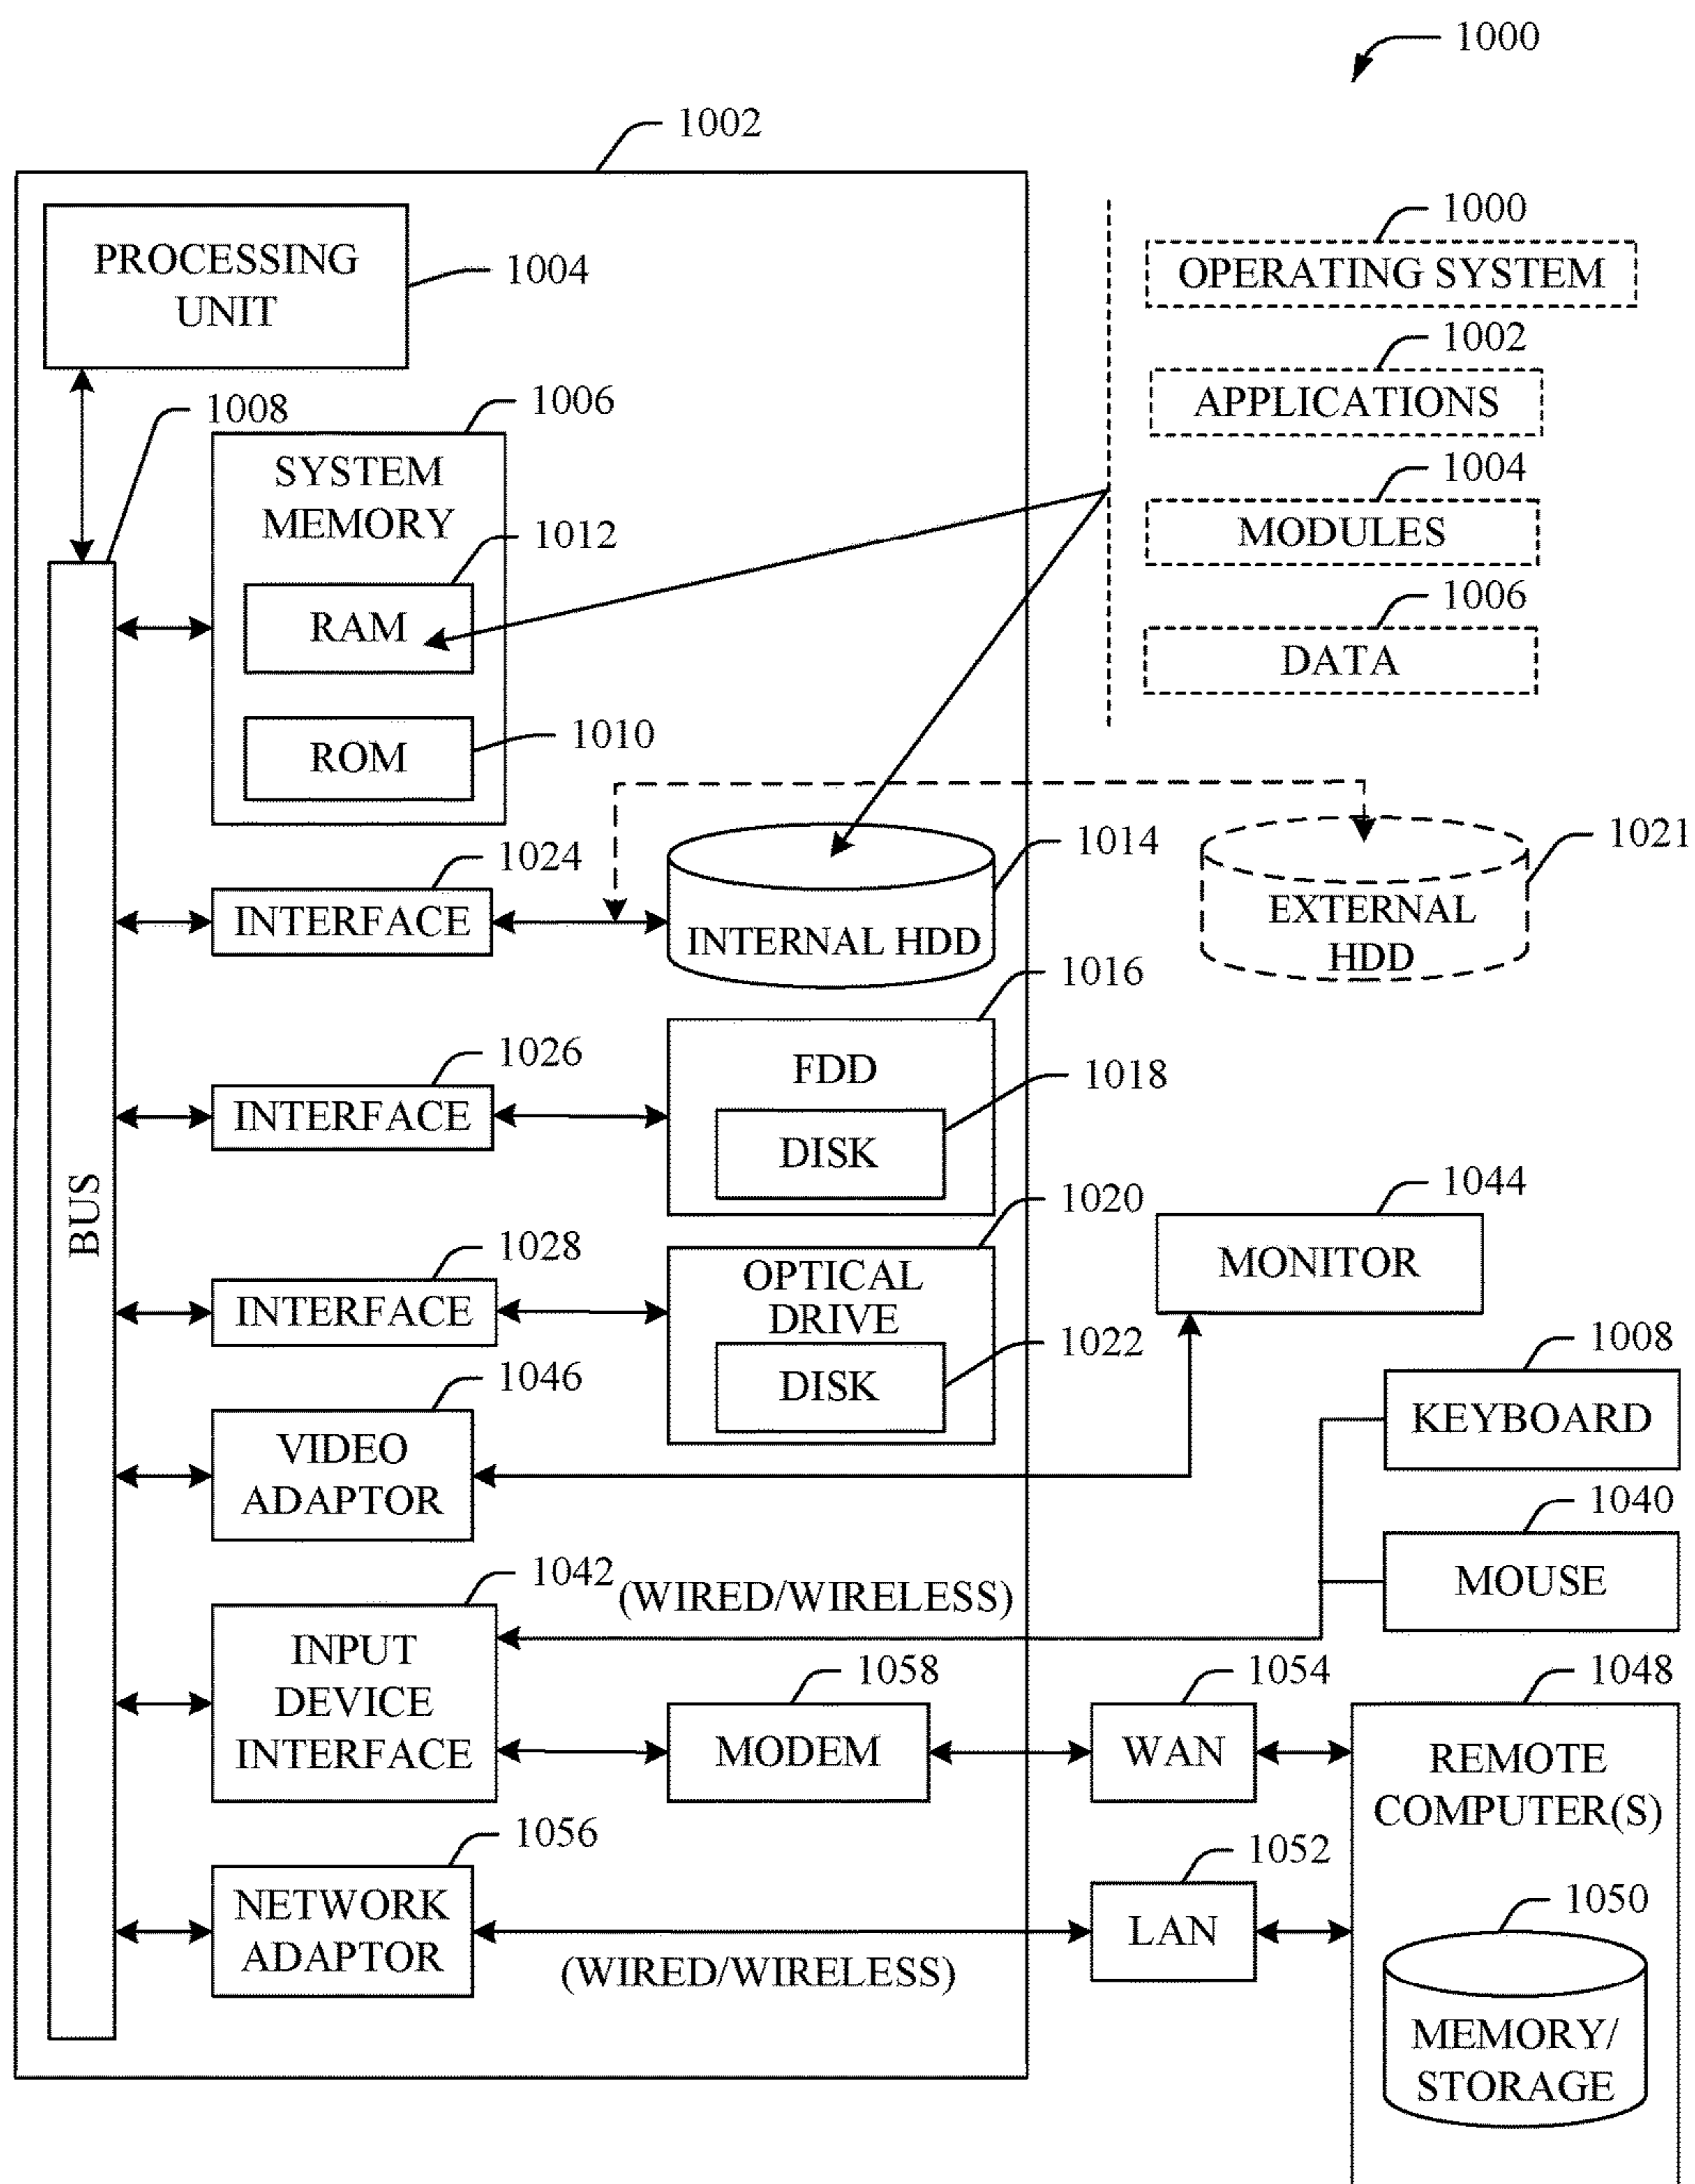 1000
1002
PROCESSING
UNIT
1004
1000
OPERATING SYSTEM
1002
APPLICATIONS
1004
MODULES
1006
DATA
1008
1006
SYSTEM
MEMORY
1012
RAM
1010
ROM
BUS
1024
INTERFACE
1014
INTERNAL HDD
1021
EXTERNAL
HDD
1026
INTERFACE
1016
FDD
1018
DISK
1028
INTERFACE
1020
OPTICAL
DRIVE
1022
DISK
1044
MONITOR
1046
VIDEO
ADAPTOR
1008
KEYBOARD
1040
MOUSE
1042
(WIRED/WIRELESS)
INPUT
DEVICE
INTERFACE
1058
MODEM
1054
WAN
1048
REMOTE
COMPUTER(S)
1056
NETWORK
ADAPTOR
(WIRED/WIRELESS)
1052
LAN
1050
MEMORY/
STORAGE